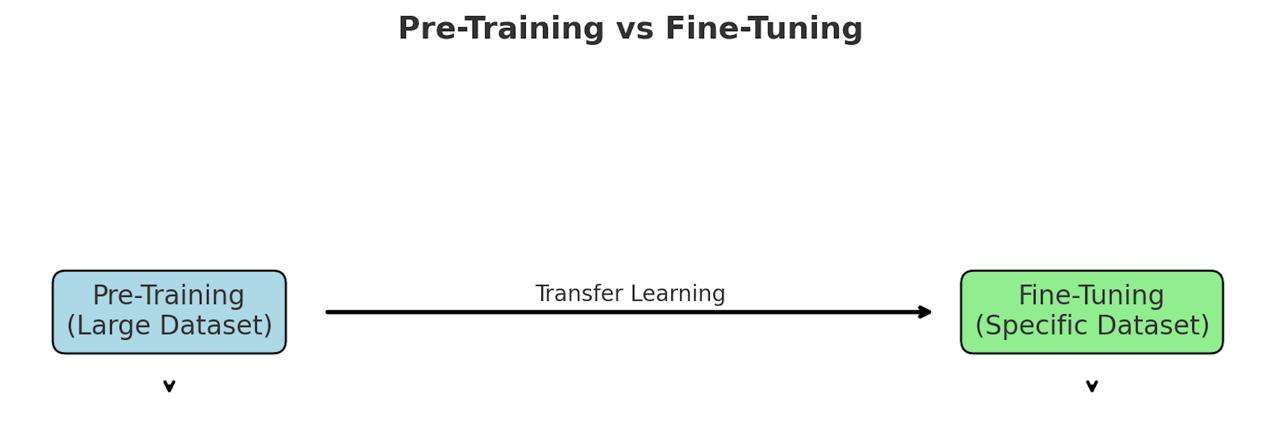 Pre-Training vs Fine-Tuning
Pre-Training
(Large Dataset)
Transfer Learning
Fine-Tuning
(Specific Dataset)